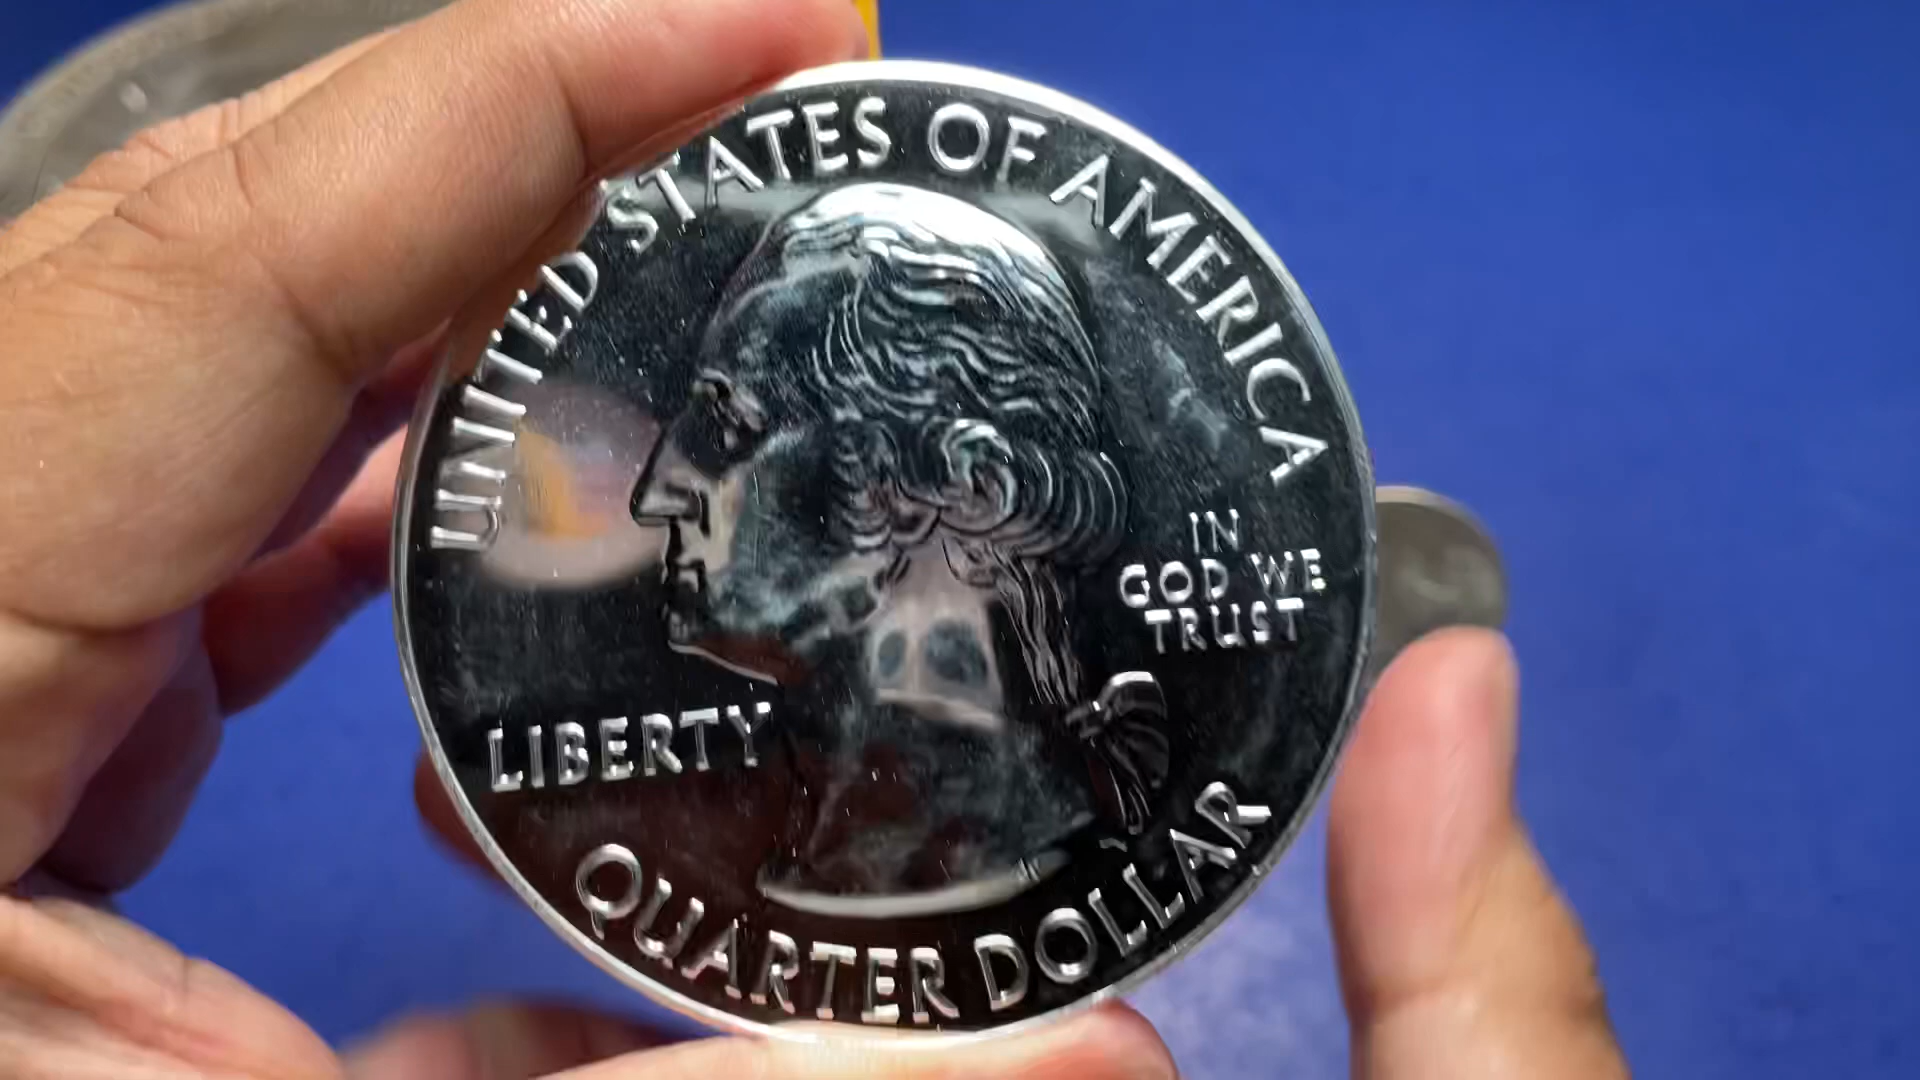 UNITED STATES OF AMERICA
IN
GOD WE
TRUST
LIBERTY
QUARTER DOLLAR